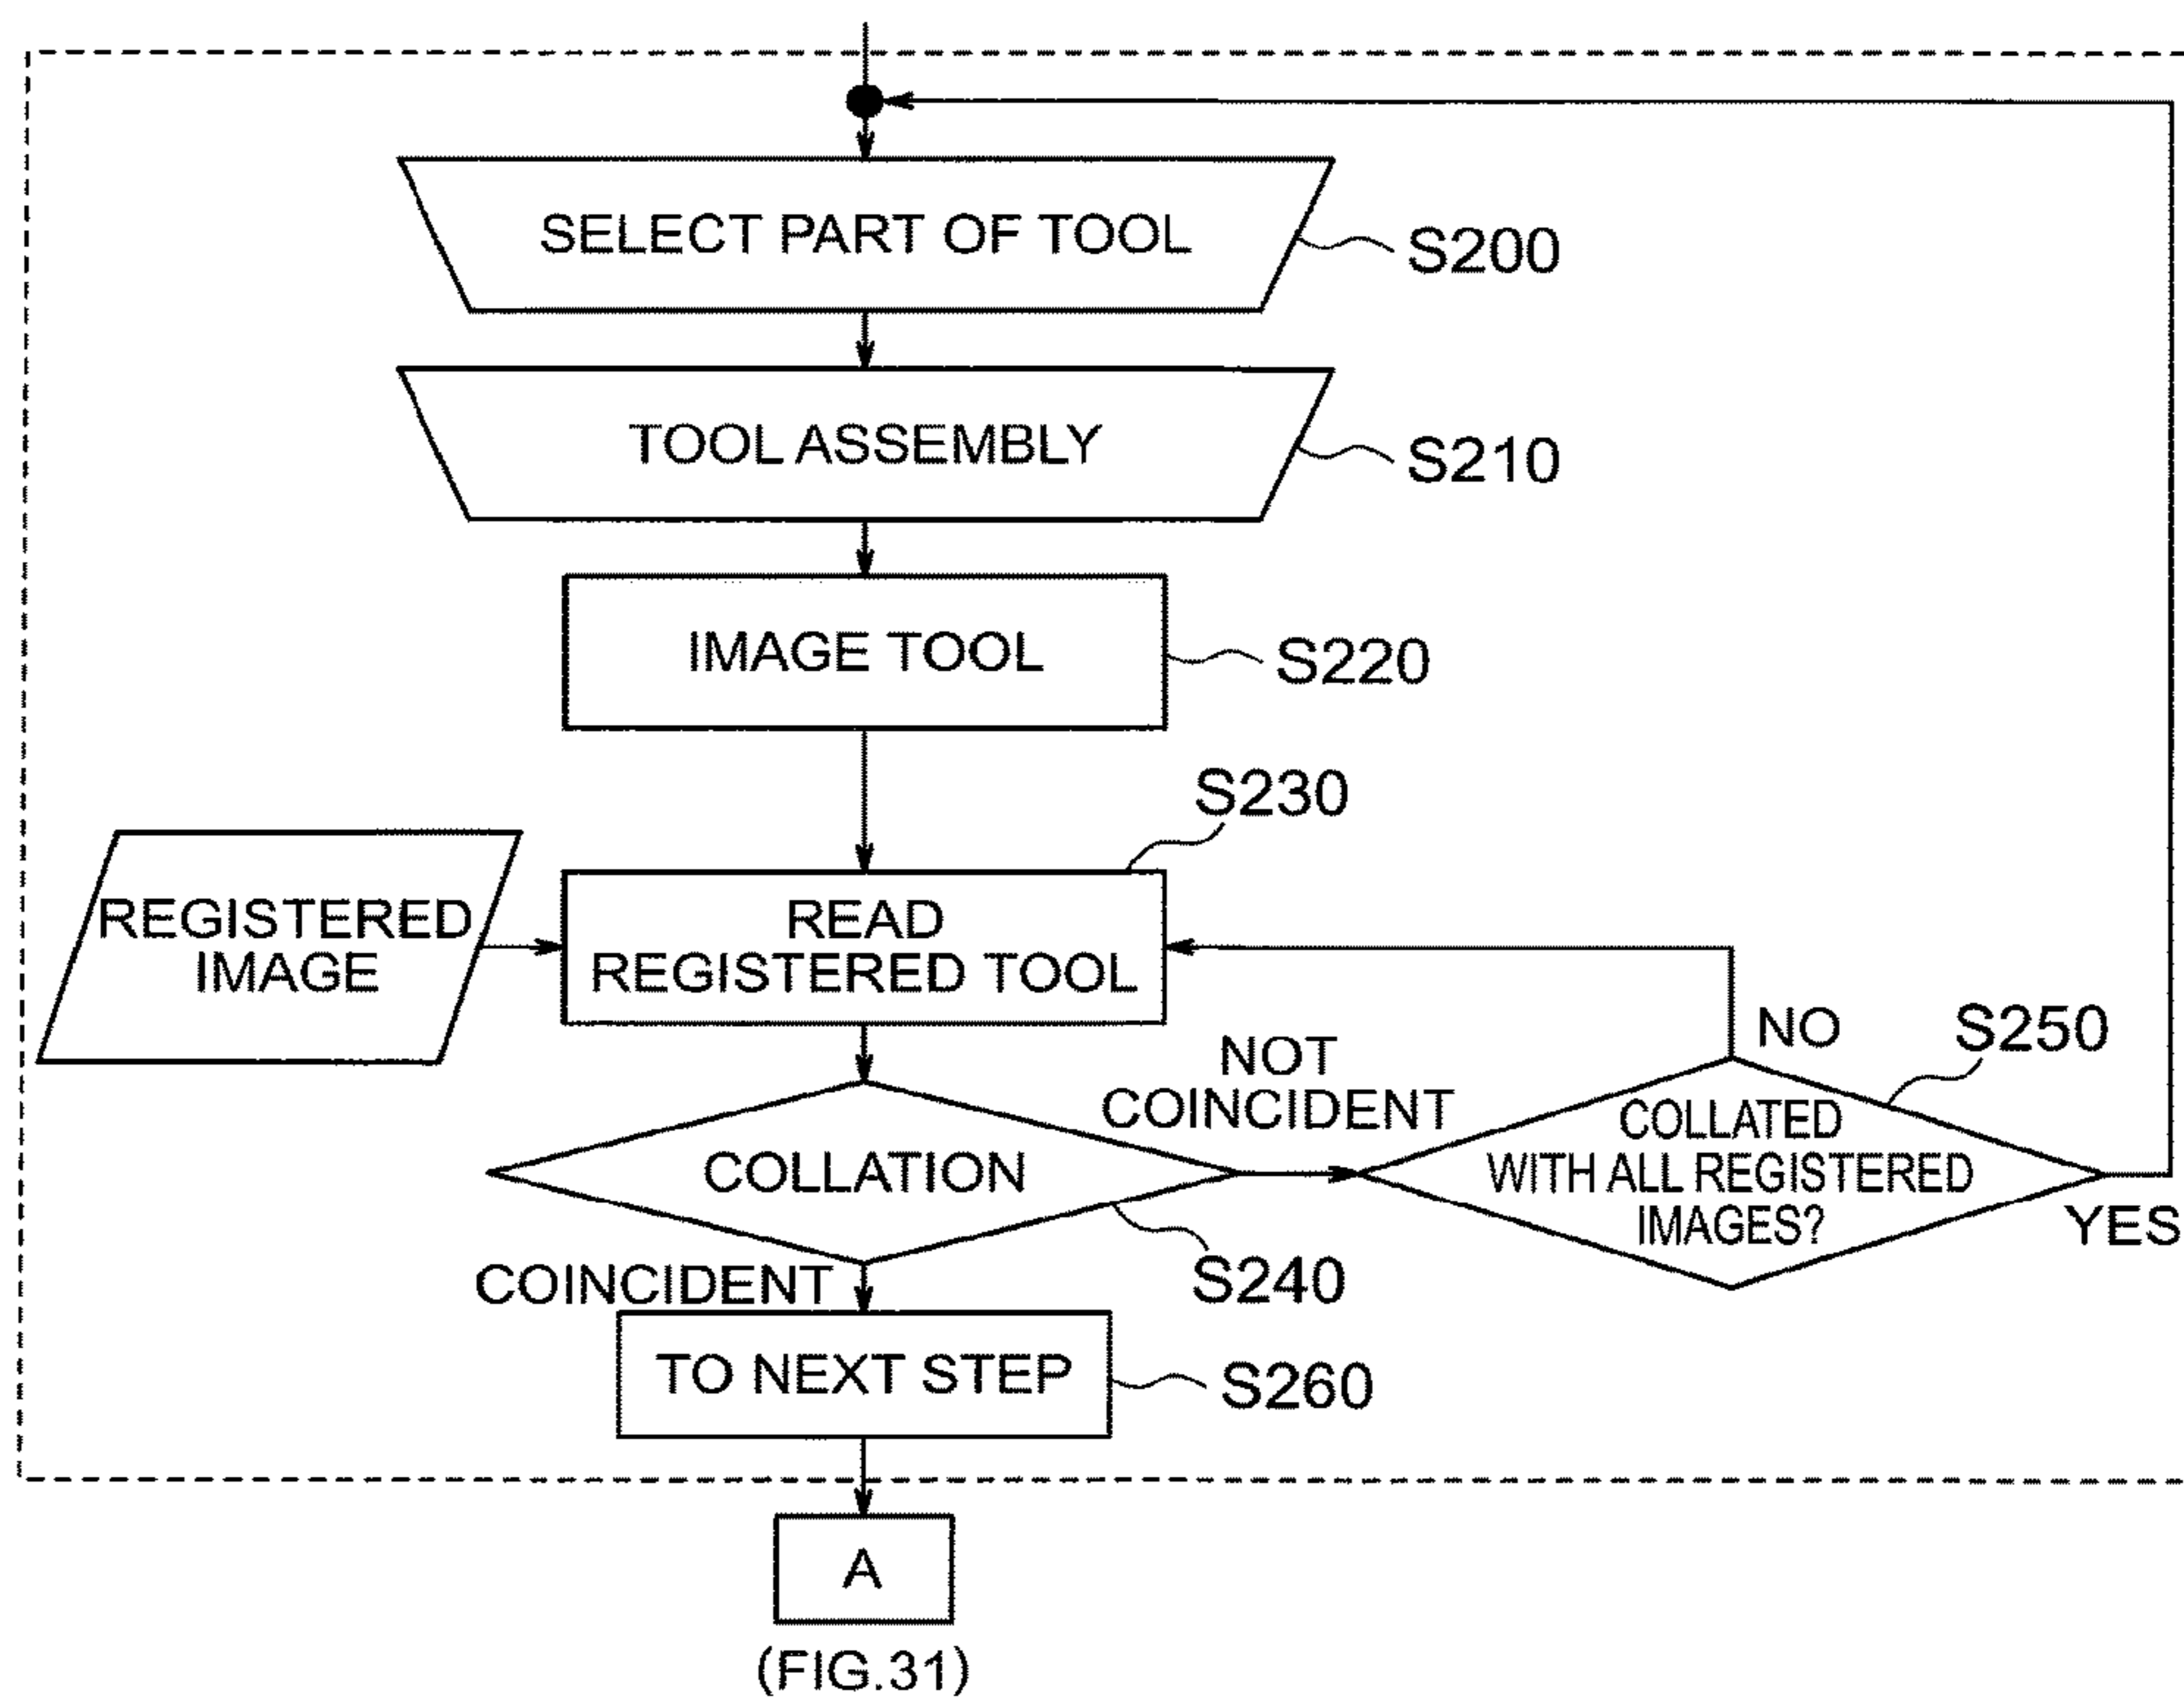 SELECT PART OF TOOL
S200
TOOL ASSEMBLY
S210
IMAGE TOOL
S220
S230
REGISTERED
IMAGE
READ
REGISTERED TOOL
NOT
COINCIDENT
NO
S250
COLLATION
COLLATED
WITH ALL REGISTERED
IMAGES?
YES
S240
COINCIDENT
TO NEXT STEP
S260
A
(FIG.31)